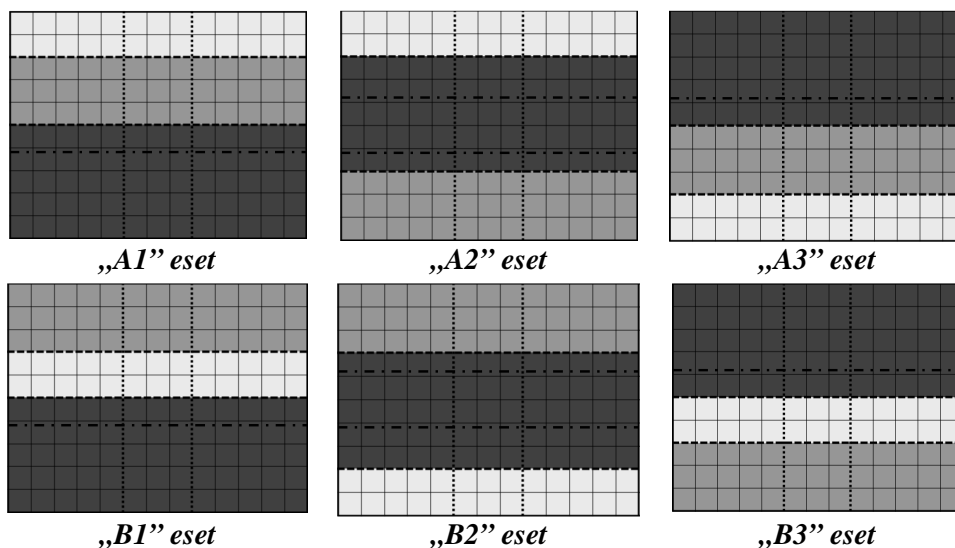 „A1” eset
„A2” eset
„A3” eset
„B1” eset
„B2” eset
„B3” eset